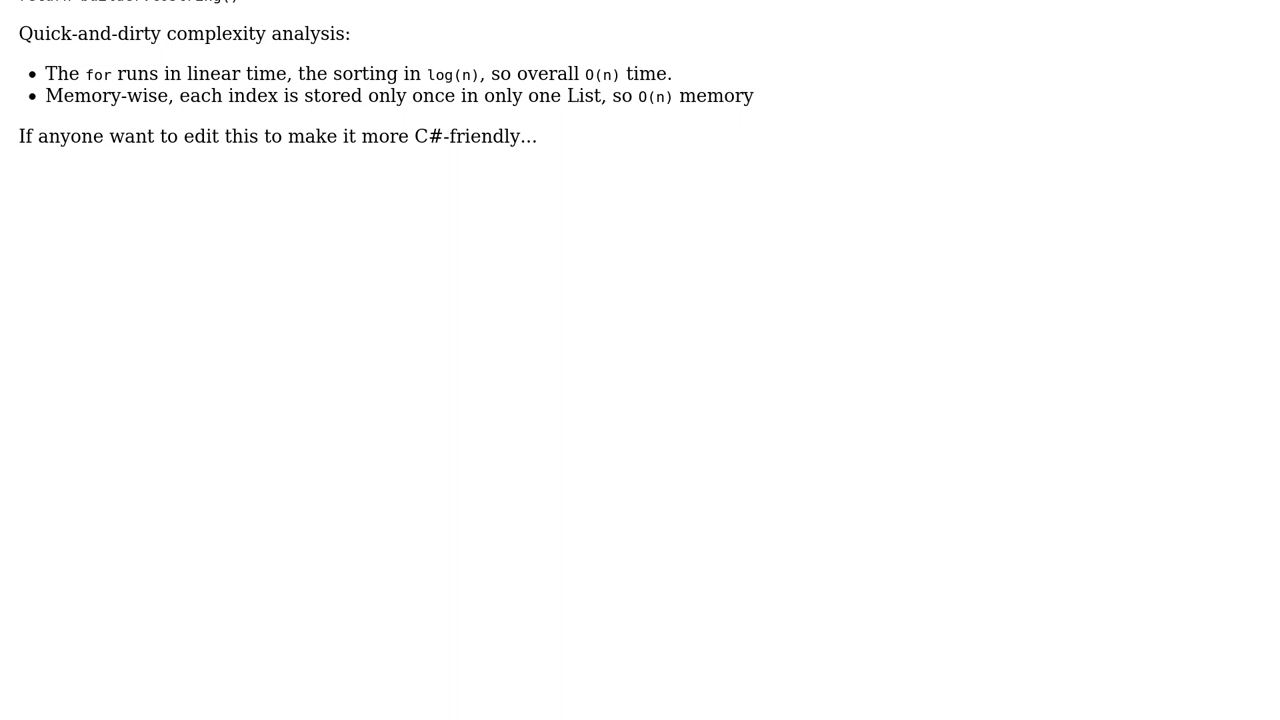 Quick-and-dirty complexity analysis:
The for runs in linear time, the sorting in log(n), so overall O(n) time.
Memory-wise, each index is stored only once in only one List, so O(n) memory
If anyone want to edit this to make it more C#-friendly...